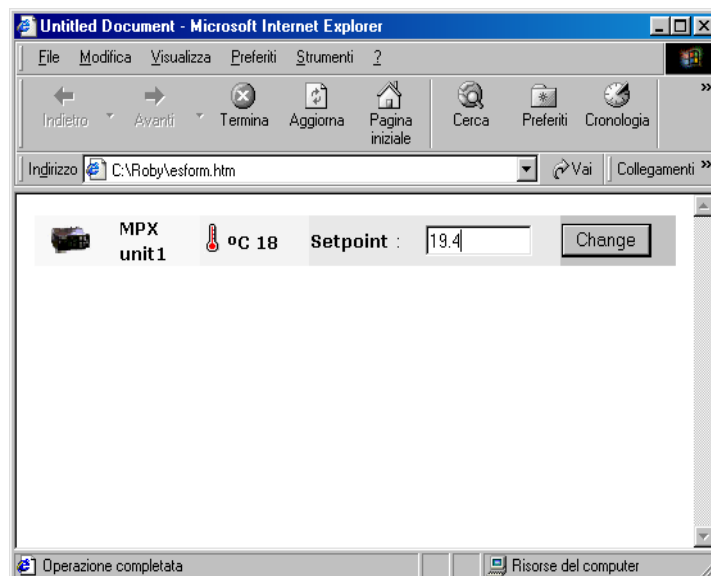 Untitled Document - Microsoft Internet Explorer
File Modifica Visualizza Preferiti Strumenti ?
Indietro Avanti Termina Aggiorna Pagina iniziale Cerca Preferiti Cronologia »
Indirizzo C:\Roby\esform.htm Vai Collegamenti »
MPX unit1 ºC 18 Setpoint : 19.4 Change
Operazione completata Risorse del computer